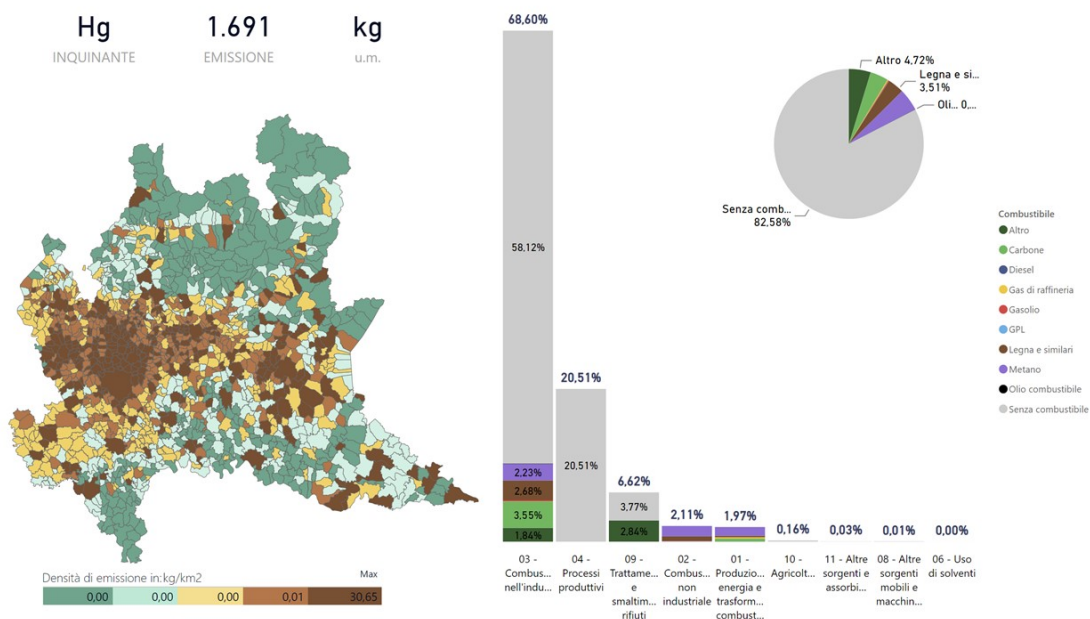 Hg
1.691
kg
INQUINANTE
EMISSIONE
u.m.
Densità di emissione in:kg/km2
Max
0,00
0,00
0,00
0,01
30,65
68,60%
58,12%
2,23%
2,68%
3,55%
1,84%
20,51%
20,51%
6,62%
3,77%
2,84%
2,11%
1,97%
0,16%
0,03%
0,01%
0,00%
03 -
Combus...
nell'indu...
04 -
Processi
produttivi
09 -
Trattame...
e
smaltim...
rifiuti
02 -
Combus...
non
industriale
01 -
Produzio...
energia e
trasform...
combust...
10 -
Agricolt...
11 - Altre
sorgenti e
assorbi...
08 - Altre
sorgenti
mobili e
macchin...
06 - Uso
di solventi
Altro 4,72%
Legna e si...
3,51%
Oli... 0,...
Senza comb...
82,58%
Combustibile
Altro
Carbone
Diesel
Gas di raffineria
Gasolio
GPL
Legna e similari
Metano
Olio combustibile
Senza combustibile